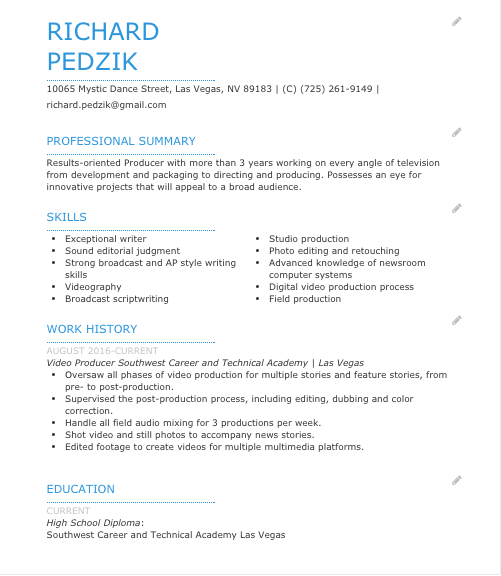 RICHARD
PEDZIK
10065 Mystic Dance Street, Las Vegas, NV 89183 | (C) (725) 261-9149 |
richard.pedzik@gmail.com
PROFESSIONAL SUMMARY
Results-oriented Producer with more than 3 years working on every angle of television
from development and packaging to directing and producing. Possesses an eye for
innovative projects that will appeal to a broad audience.
SKILLS
• Exceptional writer
• Sound editorial judgment
• Strong broadcast and AP style writing
skills
• Videography
• Broadcast scriptwriting
• Studio production
• Photo editing and retouching
• Advanced knowledge of newsroom
computer systems
• Digital video production process
• Field production
WORK HISTORY
AUGUST 2016-CURRENT
Video Producer Southwest Career and Technical Academy | Las Vegas
• Oversaw all phases of video production for multiple stories and feature stories, from
pre- to post-production.
• Supervised the post-production process, including editing, dubbing and color
correction.
• Handle all field audio mixing for 3 productions per week.
• Shot video and still photos to accompany news stories.
• Edited footage to create videos for multiple multimedia platforms.
EDUCATION
CURRENT
High School Diploma:
Southwest Career and Technical Academy Las Vegas